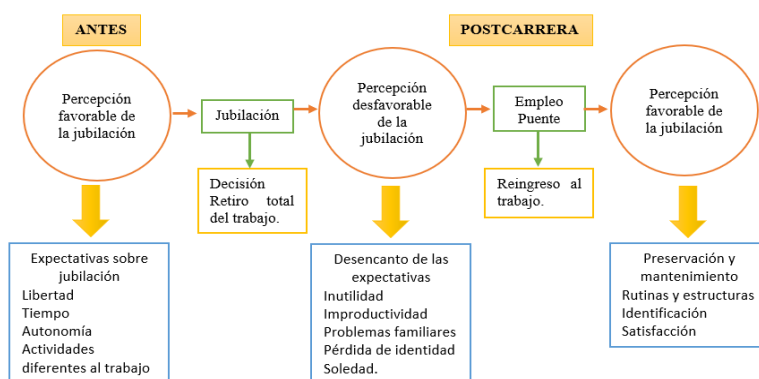 ANTES
POSTCARRERA
Percepción
favorable de
la jubilación
Jubilación
Percepción
desfavorable
de la
jubilación
Empleo
Puente
Percepción
favorable de
la jubilación
Decisión
Retiro total
del trabajo.
Reingreso al
trabajo.
Expectativas sobre
jubilación
Libertad
Tiempo
Autonomía
Actividades
diferentes al trabajo
Desencanto de las
expectativas
Inutilidad
Improductividad
Problemas familiares
Pérdida de identidad
Soledad.
Preservación y
mantenimiento
Rutinas y estructuras
Identificación
Satisfacción